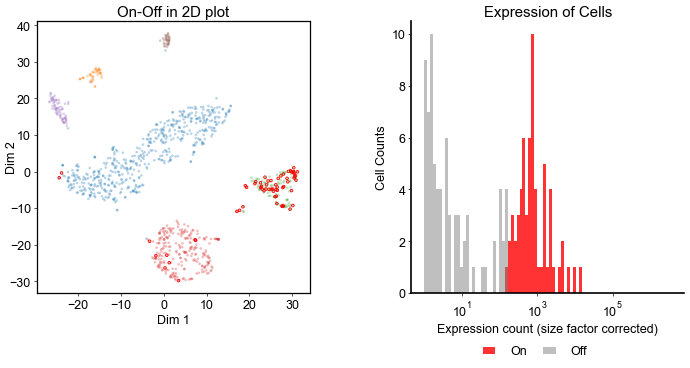 On-Off in 2D plot
40
30
20
10
0
−10
−20
−30
Dim 2
−20 −10 0 10 20 30
Dim 1
Expression of Cells
10
8
6
4
2
0
Cell Counts
10^1 10^3 10^5
Expression count (size factor corrected)
On Off